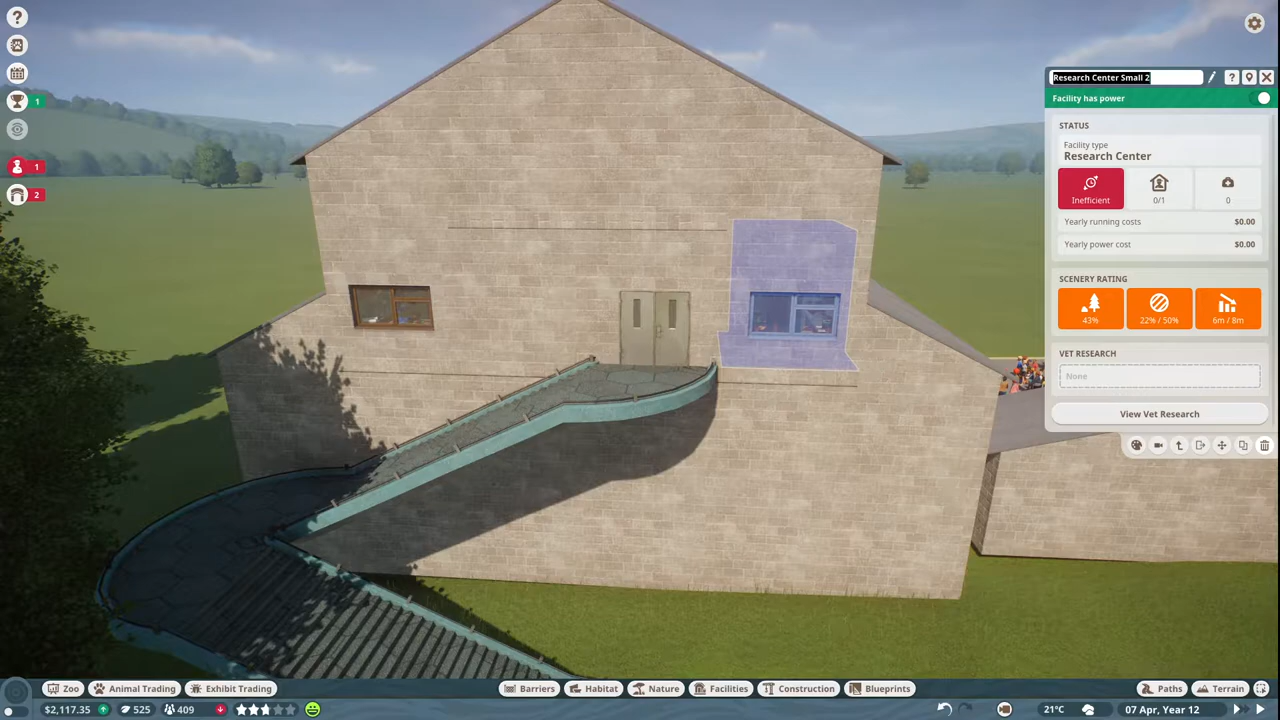 ?
1
1
2
Research Center Small 2
?
Facility has power
STATUS
Facility type
Research Center
Inefficient
0/1
0
Yearly running costs $0.00
Yearly power cost $0.00
SCENERY RATING
43%
22% / 50%
6m / 8m
VET RESEARCH
None
View Vet Research
Zoo
Animal Trading
Exhibit Trading
Barriers
Habitat
Nature
Facilities
Construction
Blueprints
Paths
Terrain
$2,117.35
525
409
21°C
07 Apr, Year 12